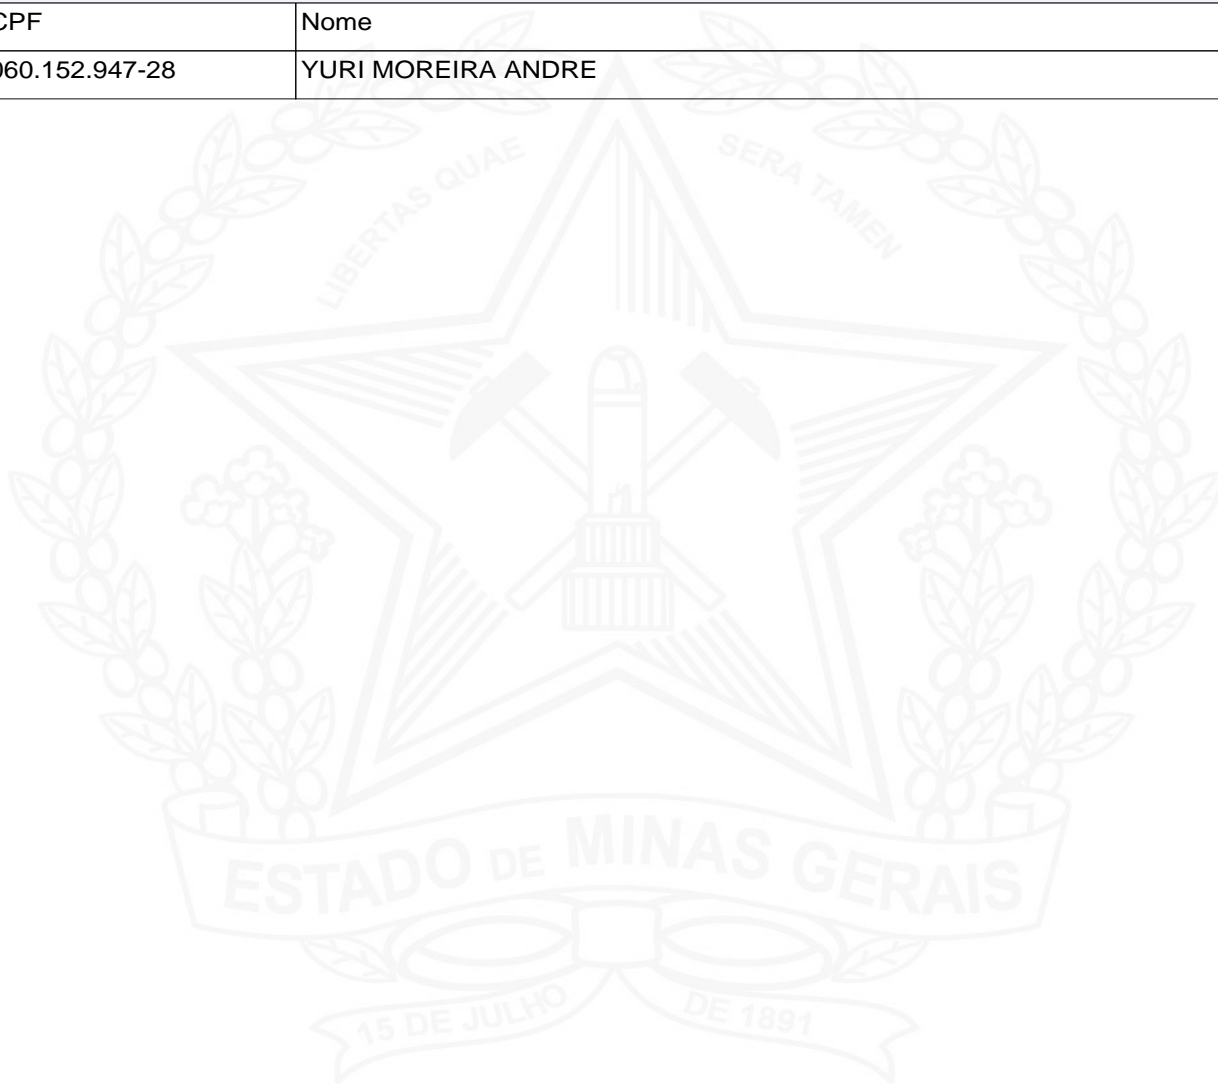 CPF Nome
060.152.947-28 YURI MOREIRA ANDRE
LIBERTAS QUAE SERA TAMEN
ESTADO DE MINAS GERAIS
15 DE JULHO DE 1891